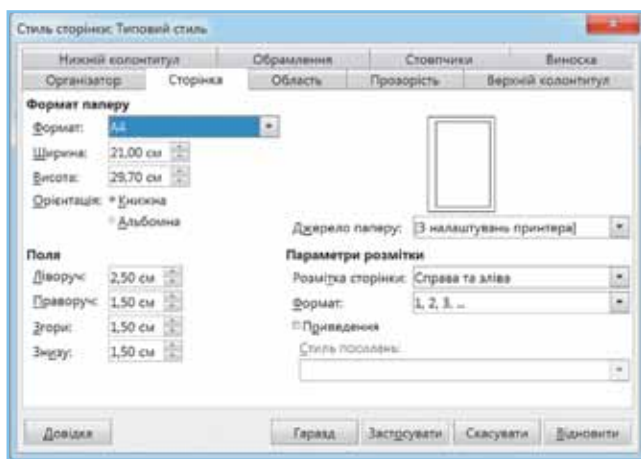 Стиль сторінки: Типовий стиль
Нижній колонтитул Обрамлення Стовпчики Виноска
Організатор Сторінка Область Прозорість Верхній колонтитул
Формат паперу
Формат: A4
Ширина: 21,00 см
Висота: 29,70 см
Орієнтація: Книжна
Альбомна
Джерело паперу: [З налаштувань принтера]
Поля
Ліворуч: 2,50 см
Праворуч: 1,50 см
Згори: 1,50 см
Знизу: 1,50 см
Параметри розмітки
Розмітка сторінки: Справа та зліва
Формат: 1, 2, 3, ...
Приведення
Стиль посилань:
Довідка Гаразд Застосувати Скасувати Відновити